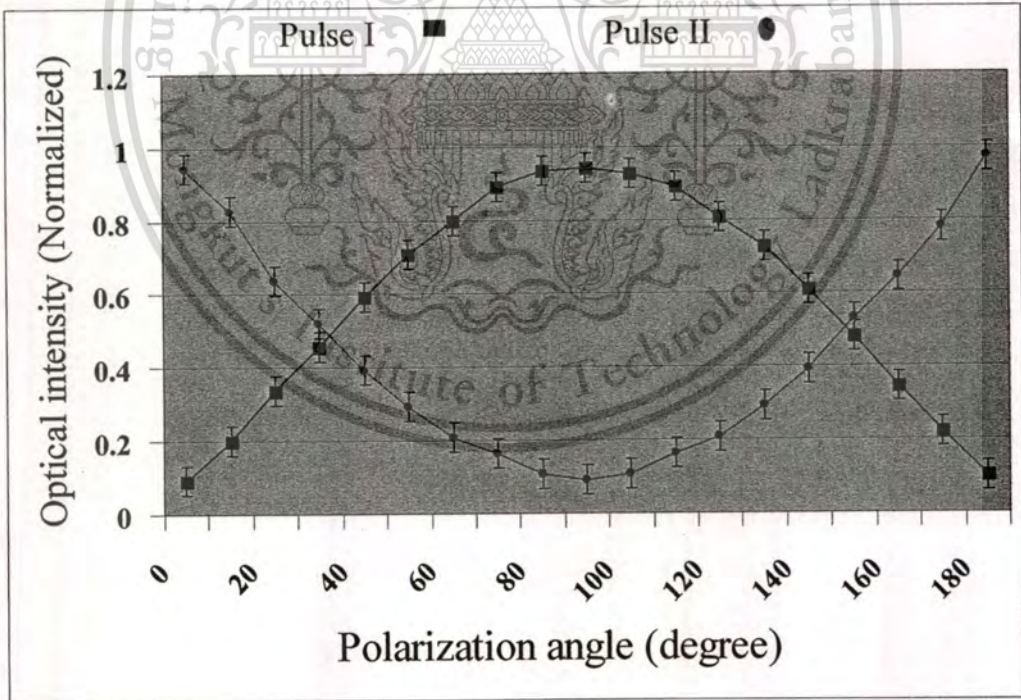 Pulse I Pulse II
Optical intensity (Normalized)
1.2
1
0.8
0.6
0.4
0.2
0
0 20 40 60 80 100 120 140 160 180
Polarization angle (degree)
Institute of Technology Ladkrabang